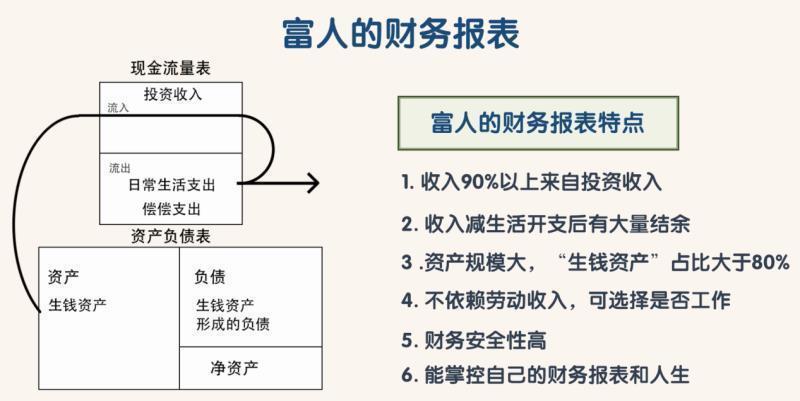 富人的财务报表
现金流量表
投资收入
流入
流出
日常生活支出
偿偿支出
资产负债表
资产
生钱资产
负债
生钱资产
形成的负债
净资产
富人的财务报表特点
1. 收入90%以上来自投资收入
2. 收入减生活开支后有大量结余
3 .资产规模大，“生钱资产”占比大于80%
4. 不依赖劳动收入，可选择是否工作
5. 财务安全性高
6. 能掌控自己的财务报表和人生